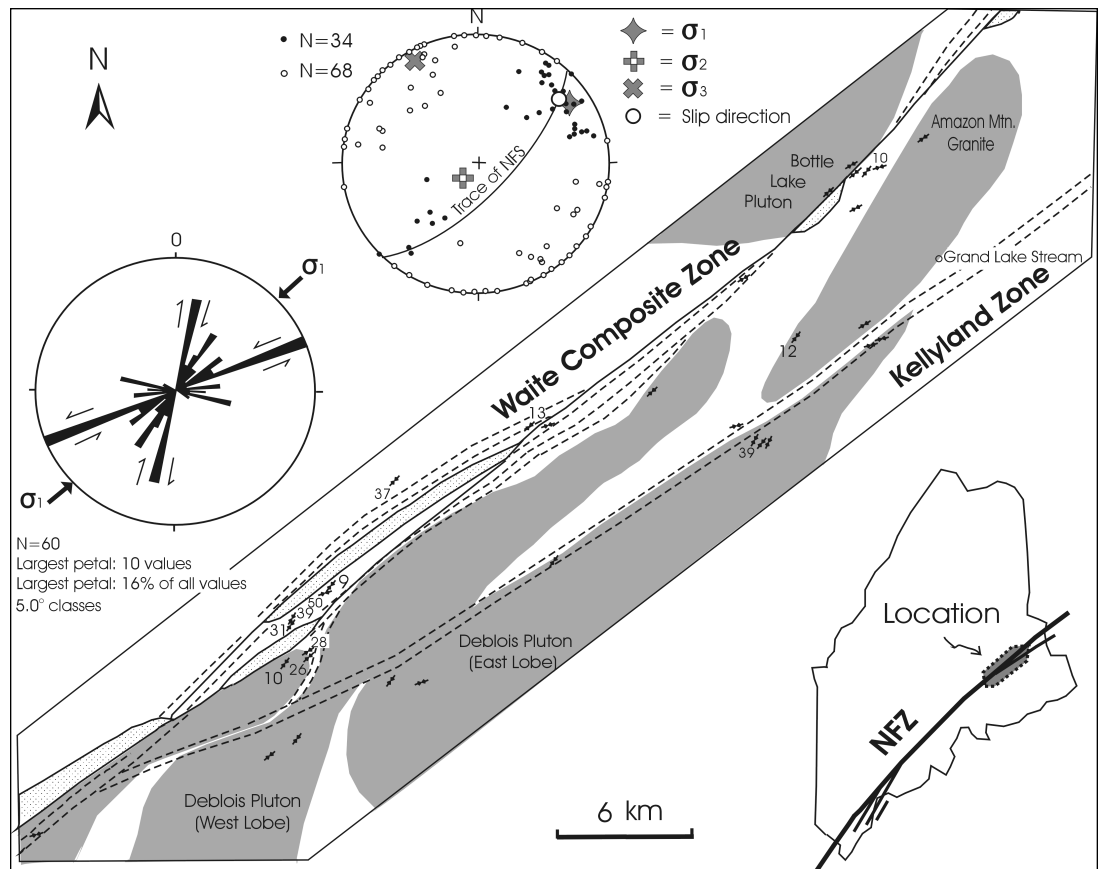 N
N
N=34
N=68
= σ1
= σ2
= σ3
= Slip direction
Trace of NFS
0
σ1
σ1
N=60
Largest petal: 10 values
Largest petal: 16% of all values
5.0° classes
Amazon Mtn.
Granite
Bottle
Lake
Pluton
10
Grand Lake Stream
Waite Composite Zone
Kellyland Zone
12
13
39
37
9
50
39
31
28
26
10
Deblois Pluton
(East Lobe)
Deblois Pluton
(West Lobe)
6 km
Location
NFZ